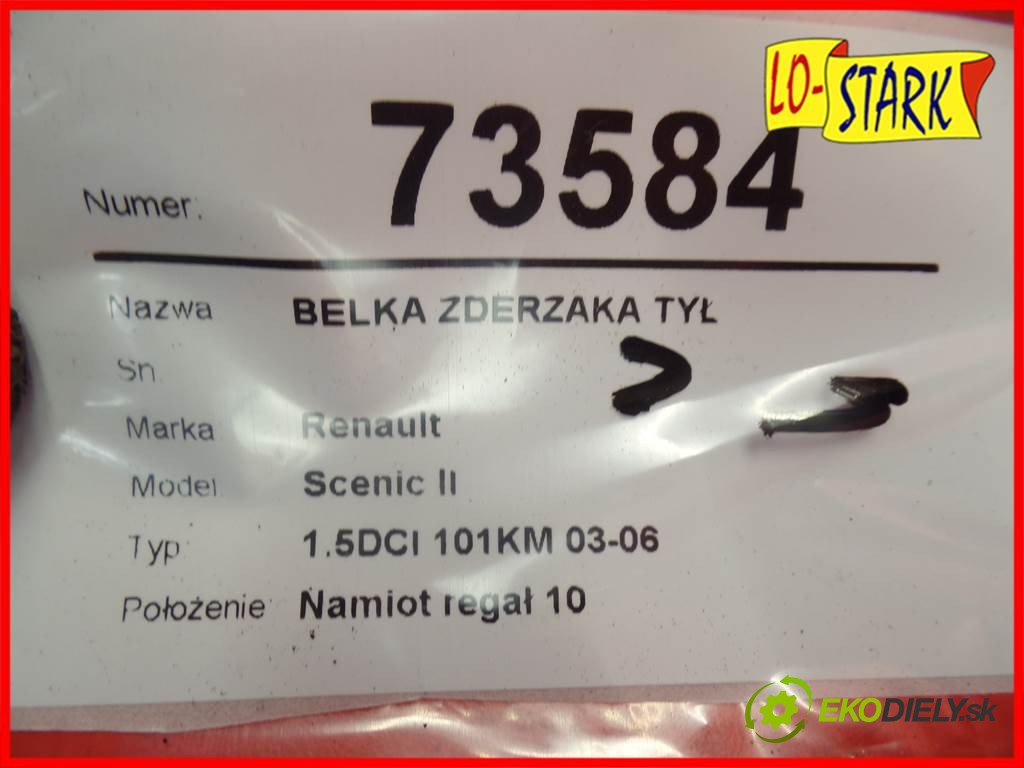 LO-STARK
Numer: 73584
Nazwa BELKA ZDERZAKA TYŁ
Sn
Marka Renault
Model Scenic II
Typ 1.5DCI 101KM 03-06
Położenie Namiot regał 10
EKODIELY.sk